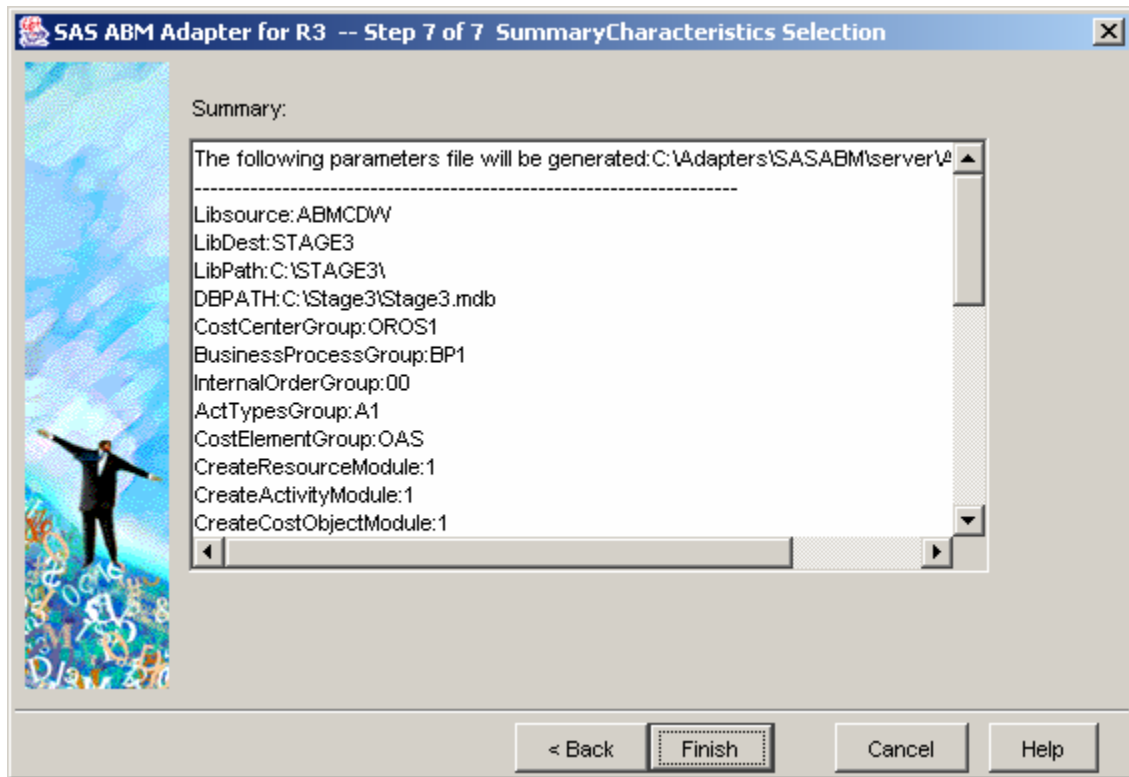 SAS ABM Adapter for R3 -- Step 7 of 7 SummaryCharacteristics Selection
Summary:
The following parameters file will be generated:C:\Adapters\SASABM\server\A
--------------------------------------------------------------------
Libsource:ABMCDW
LibDest:STAGE3
LibPath:C:\STAGE3\
DBPATH:C:\Stage3\Stage3.mdb
CostCenterGroup:OROS1
BusinessProcessGroup:BP1
InternalOrderGroup:00
ActTypesGroup:A1
CostElementGroup:OAS
CreateResourceModule:1
CreateActivityModule:1
CreateCostObjectModule:1
< Back Finish Cancel Help